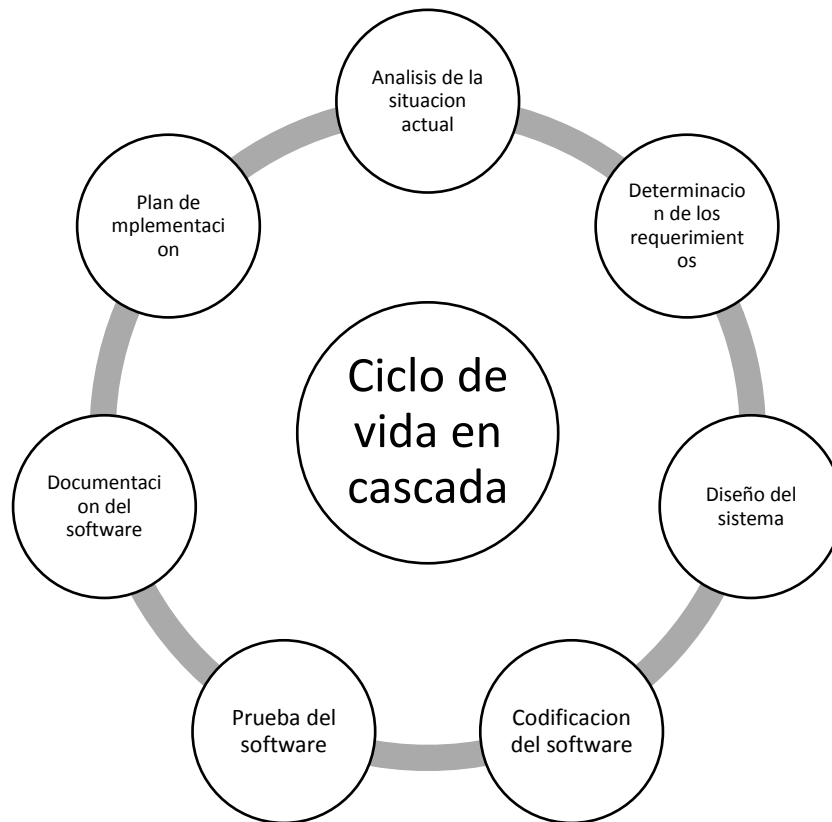 Analisis de la
situacion
actual
Determinacio
n de los
requerimient
os
Diseño del
sistema
Codificacion
del software
Prueba del
software
Documentaci
on del
software
Plan de
mplementaci
on
Ciclo de
vida en
cascada